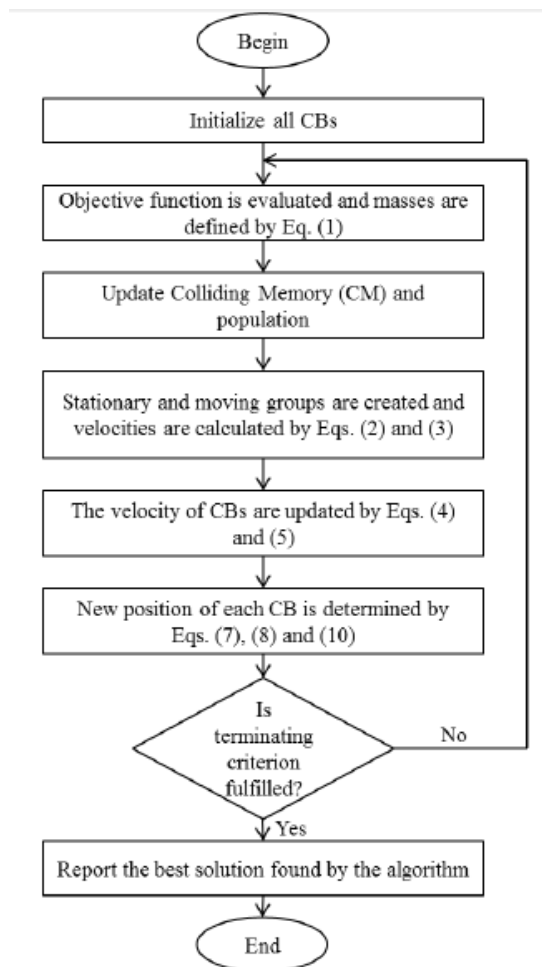 Begin
Initialize all CBs
Objective function is evaluated and masses are
defined by Eq. (1)
Update Colliding Memory (CM) and
population
Stationary and moving groups are created and
velocities are calculated by Eqs. (2) and (3)
The velocity of CBs are updated by Eqs. (4)
and (5)
New position of each CB is determined by
Eqs. (7), (8) and (10)
Is
terminating
criterion
fulfilled?
No
Yes
Report the best solution found by the algorithm
End